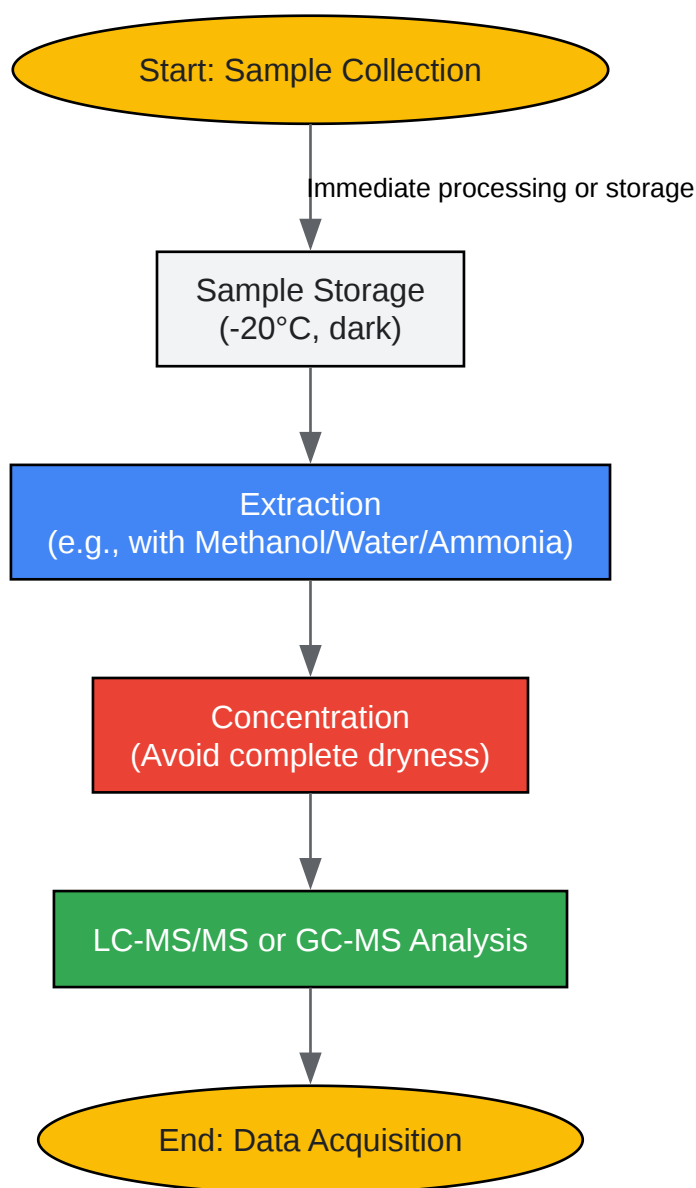 Start: Sample Collection
Immediate processing or storage
Sample Storage
(-20°C, dark)
Extraction
(e.g., with Methanol/Water/Ammonia)
Concentration
(Avoid complete dryness)
LC-MS/MS or GC-MS Analysis
End: Data Acquisition